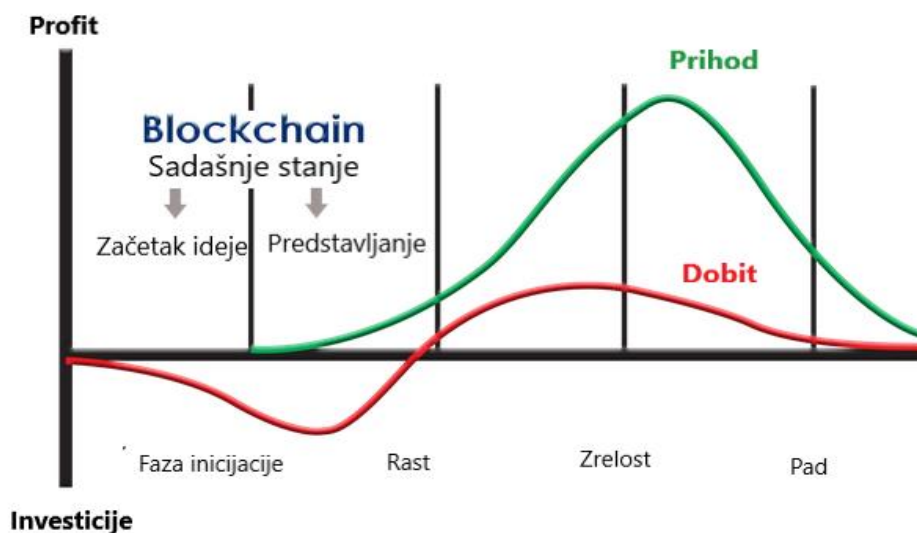 Profit
Prihod
Blockchain
Sadašnje stanje
Začetak ideje
Predstavljanje
Dobit
Faza inicijacije
Rast
Zrelost
Pad
Investicije